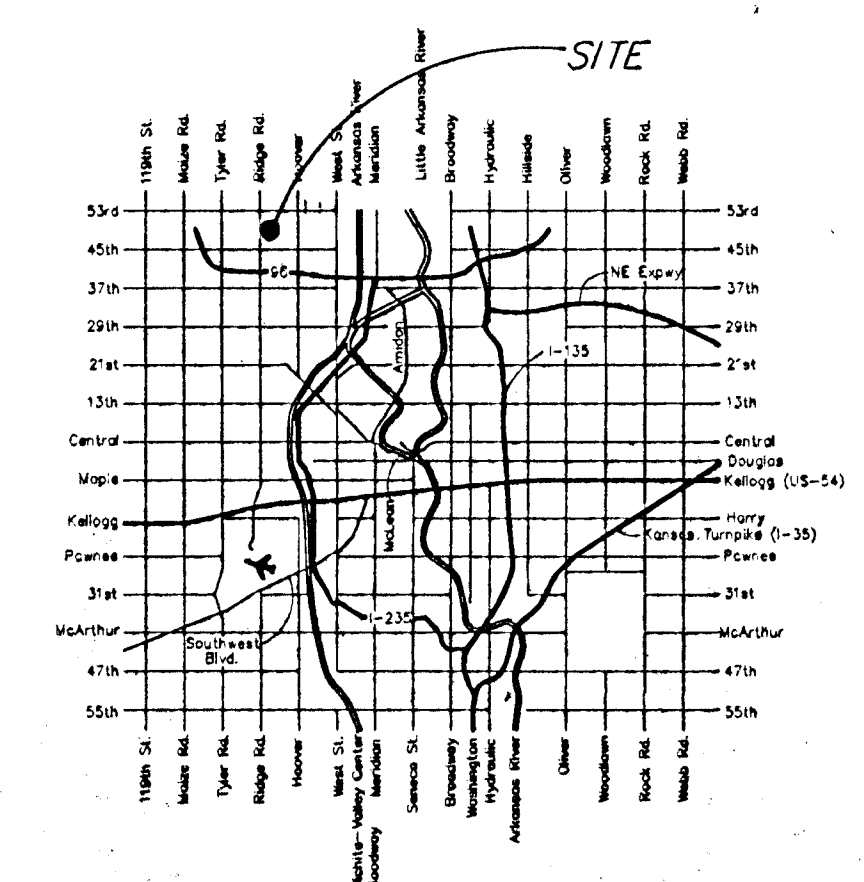 SITE
119th St.
Maize Rd.
Tyler Rd.
Ridge Rd.
Hoover
West St.
Arkansas River
Meridian
Little Arkansas River
Broadway
Hydraulic
Hillside
Oliver
Woodlawn
Rock Rd.
Webb Rd.
53rd
53rd
45th
45th
96
NE Expwy
37th
37th
29th
29th
Amidon
I-135
21st
21st
13th
13th
Central
Central
Douglas
Maple
Kellogg (US-54)
McLean
Kellogg
Harry
Kansas Turnpike (I-35)
Pawnee
Pawnee
31st
31st
I-235
McArthur
McArthur
Southwest
Blvd.
47th
47th
55th
55th
119th St.
Maize Rd.
Tyler Rd.
Ridge Rd.
Hoover
West St.
Wichita-Valley Center
Floodway
Meridian
Seneca St.
Broadway
Washington
Hydraulic
Arkansas River
Oliver
Woodlawn
Rock Rd.
Webb Rd.